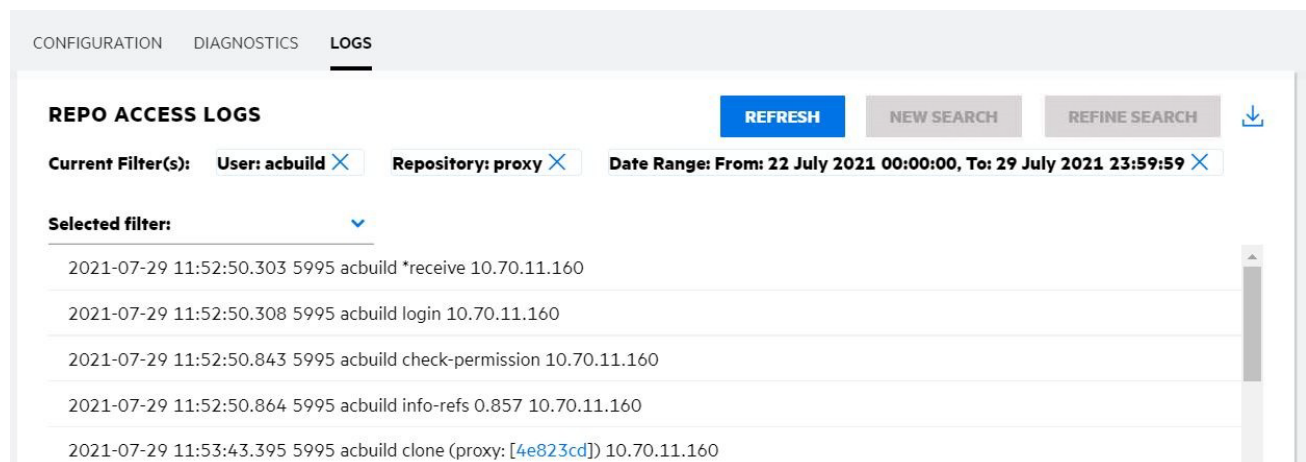 CONFIGURATION DIAGNOSTICS LOGS
REPO ACCESS LOGS REFRESH NEW SEARCH REFINE SEARCH
Current Filter(s): User: acbuild Repository: proxy Date Range: From: 22 July 2021 00:00:00, To: 29 July 2021 23:59:59
Selected filter:
2021-07-29 11:52:50.303 5995 acbuild *receive 10.70.11.160
2021-07-29 11:52:50.308 5995 acbuild login 10.70.11.160
2021-07-29 11:52:50.843 5995 acbuild check-permission 10.70.11.160
2021-07-29 11:52:50.864 5995 acbuild info-refs 0.857 10.70.11.160
2021-07-29 11:53:43.395 5995 acbuild clone (proxy: [4e823cd]) 10.70.11.160